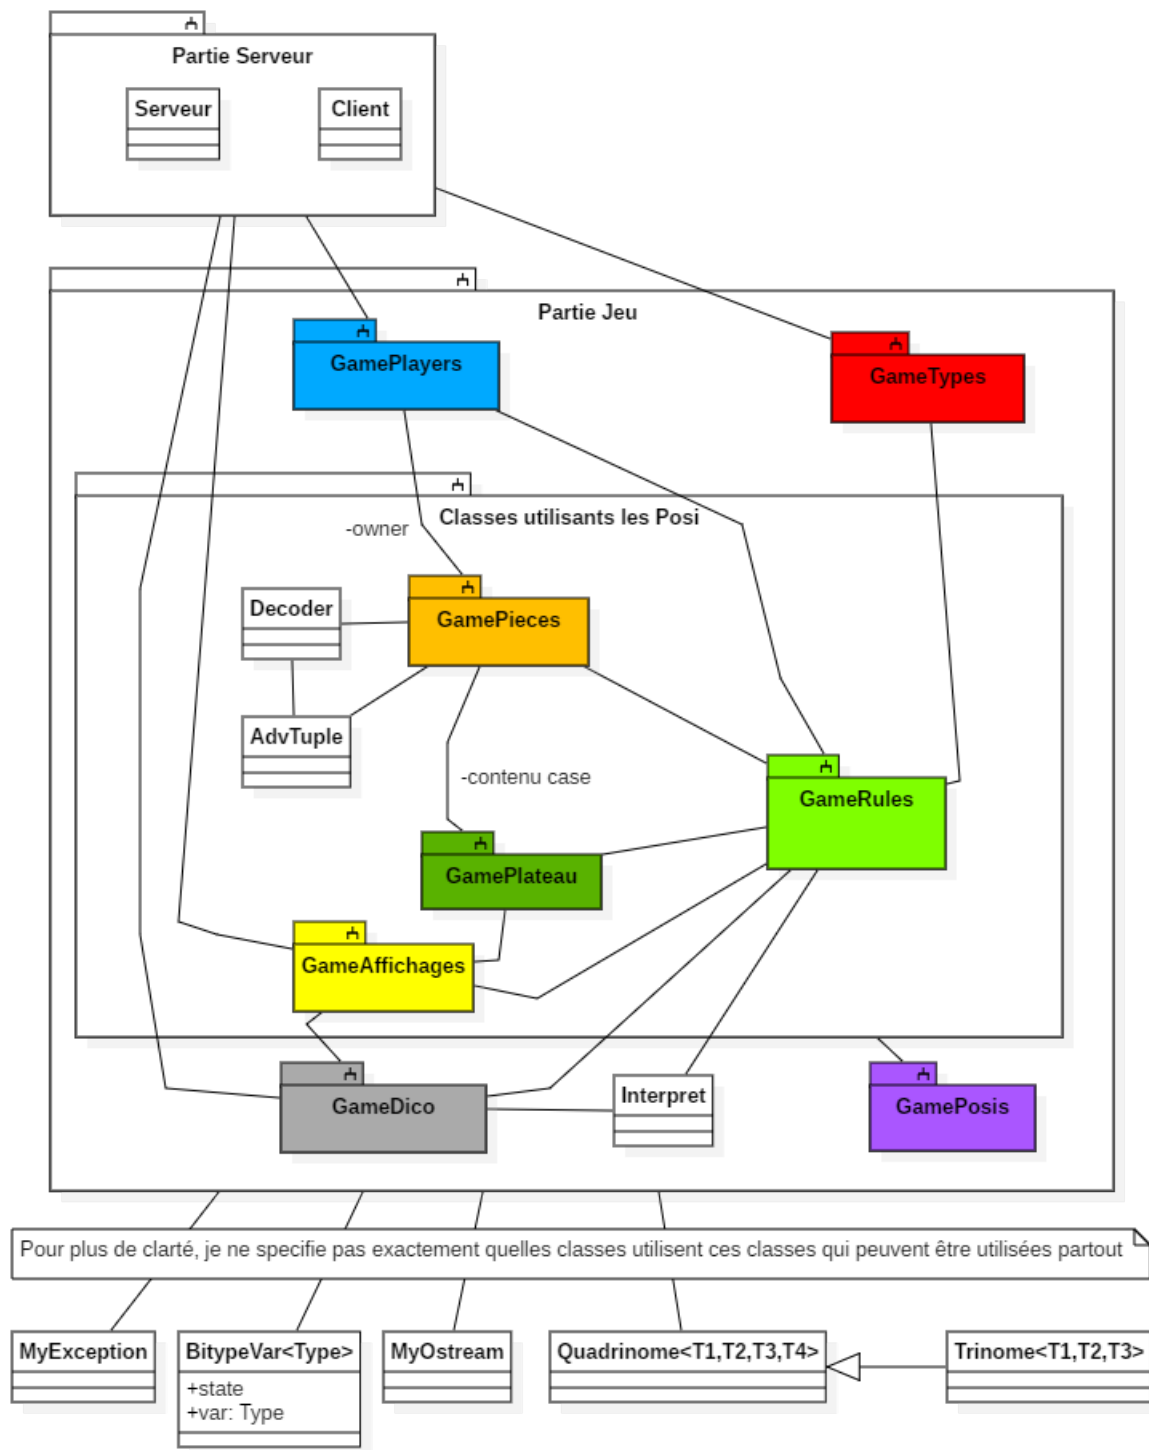 Partie Serveur
Serveur
Client
Partie Jeu
GamePlayers
GameTypes
Classes utilisants les Posi
-owner
Decoder
GamePieces
AdvTuple
-contenu case
GameRules
GamePlateau
GameAffichages
GameDico
Interpret
GamePosis
Pour plus de clarté, je ne specifie pas exactement quelles classes utilisent ces classes qui peuvent être utilisées partout
MyException
BitypeVar<Type>
+state
+var: Type
MyOstream
Quadrinome<T1,T2,T3,T4>
Trinome<T1,T2,T3>